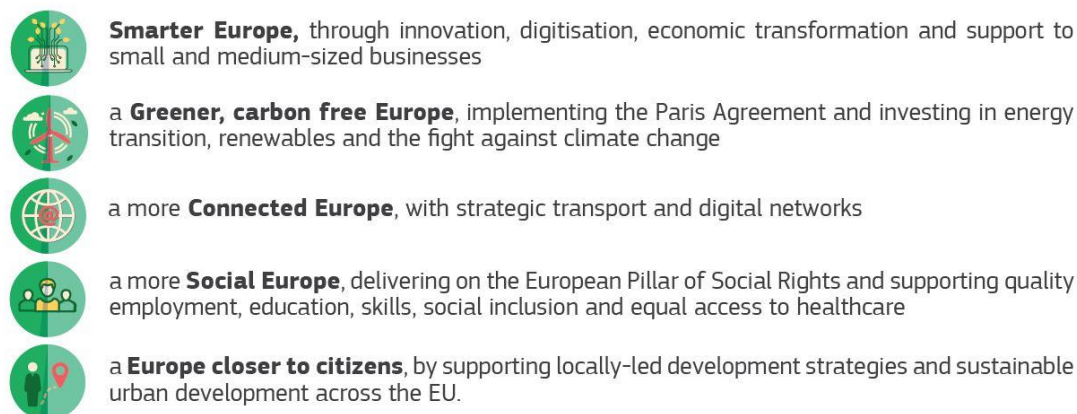 Smarter Europe, through innovation, digitisation, economic transformation and support to
small and medium-sized businesses
a Greener, carbon free Europe, implementing the Paris Agreement and investing in energy
transition, renewables and the fight against climate change
@
a more Connected Europe, with strategic transport and digital networks
a more Social Europe, delivering on the European Pillar of Social Rights and supporting quality
employment, education, skills, social inclusion and equal access to healthcare
a Europe closer to citizens, by supporting locally-led development strategies and sustainable
urban development across the EU.